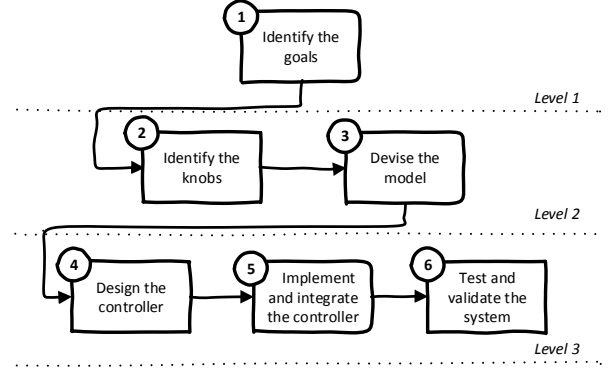 1
Identify the
goals
Level 1
2
Identify the
knobs
3
Devise the
model
Level 2
4
Design the
controller
5
Implement
and integrate
the controller
6
Test and
validate the
system
Level 3